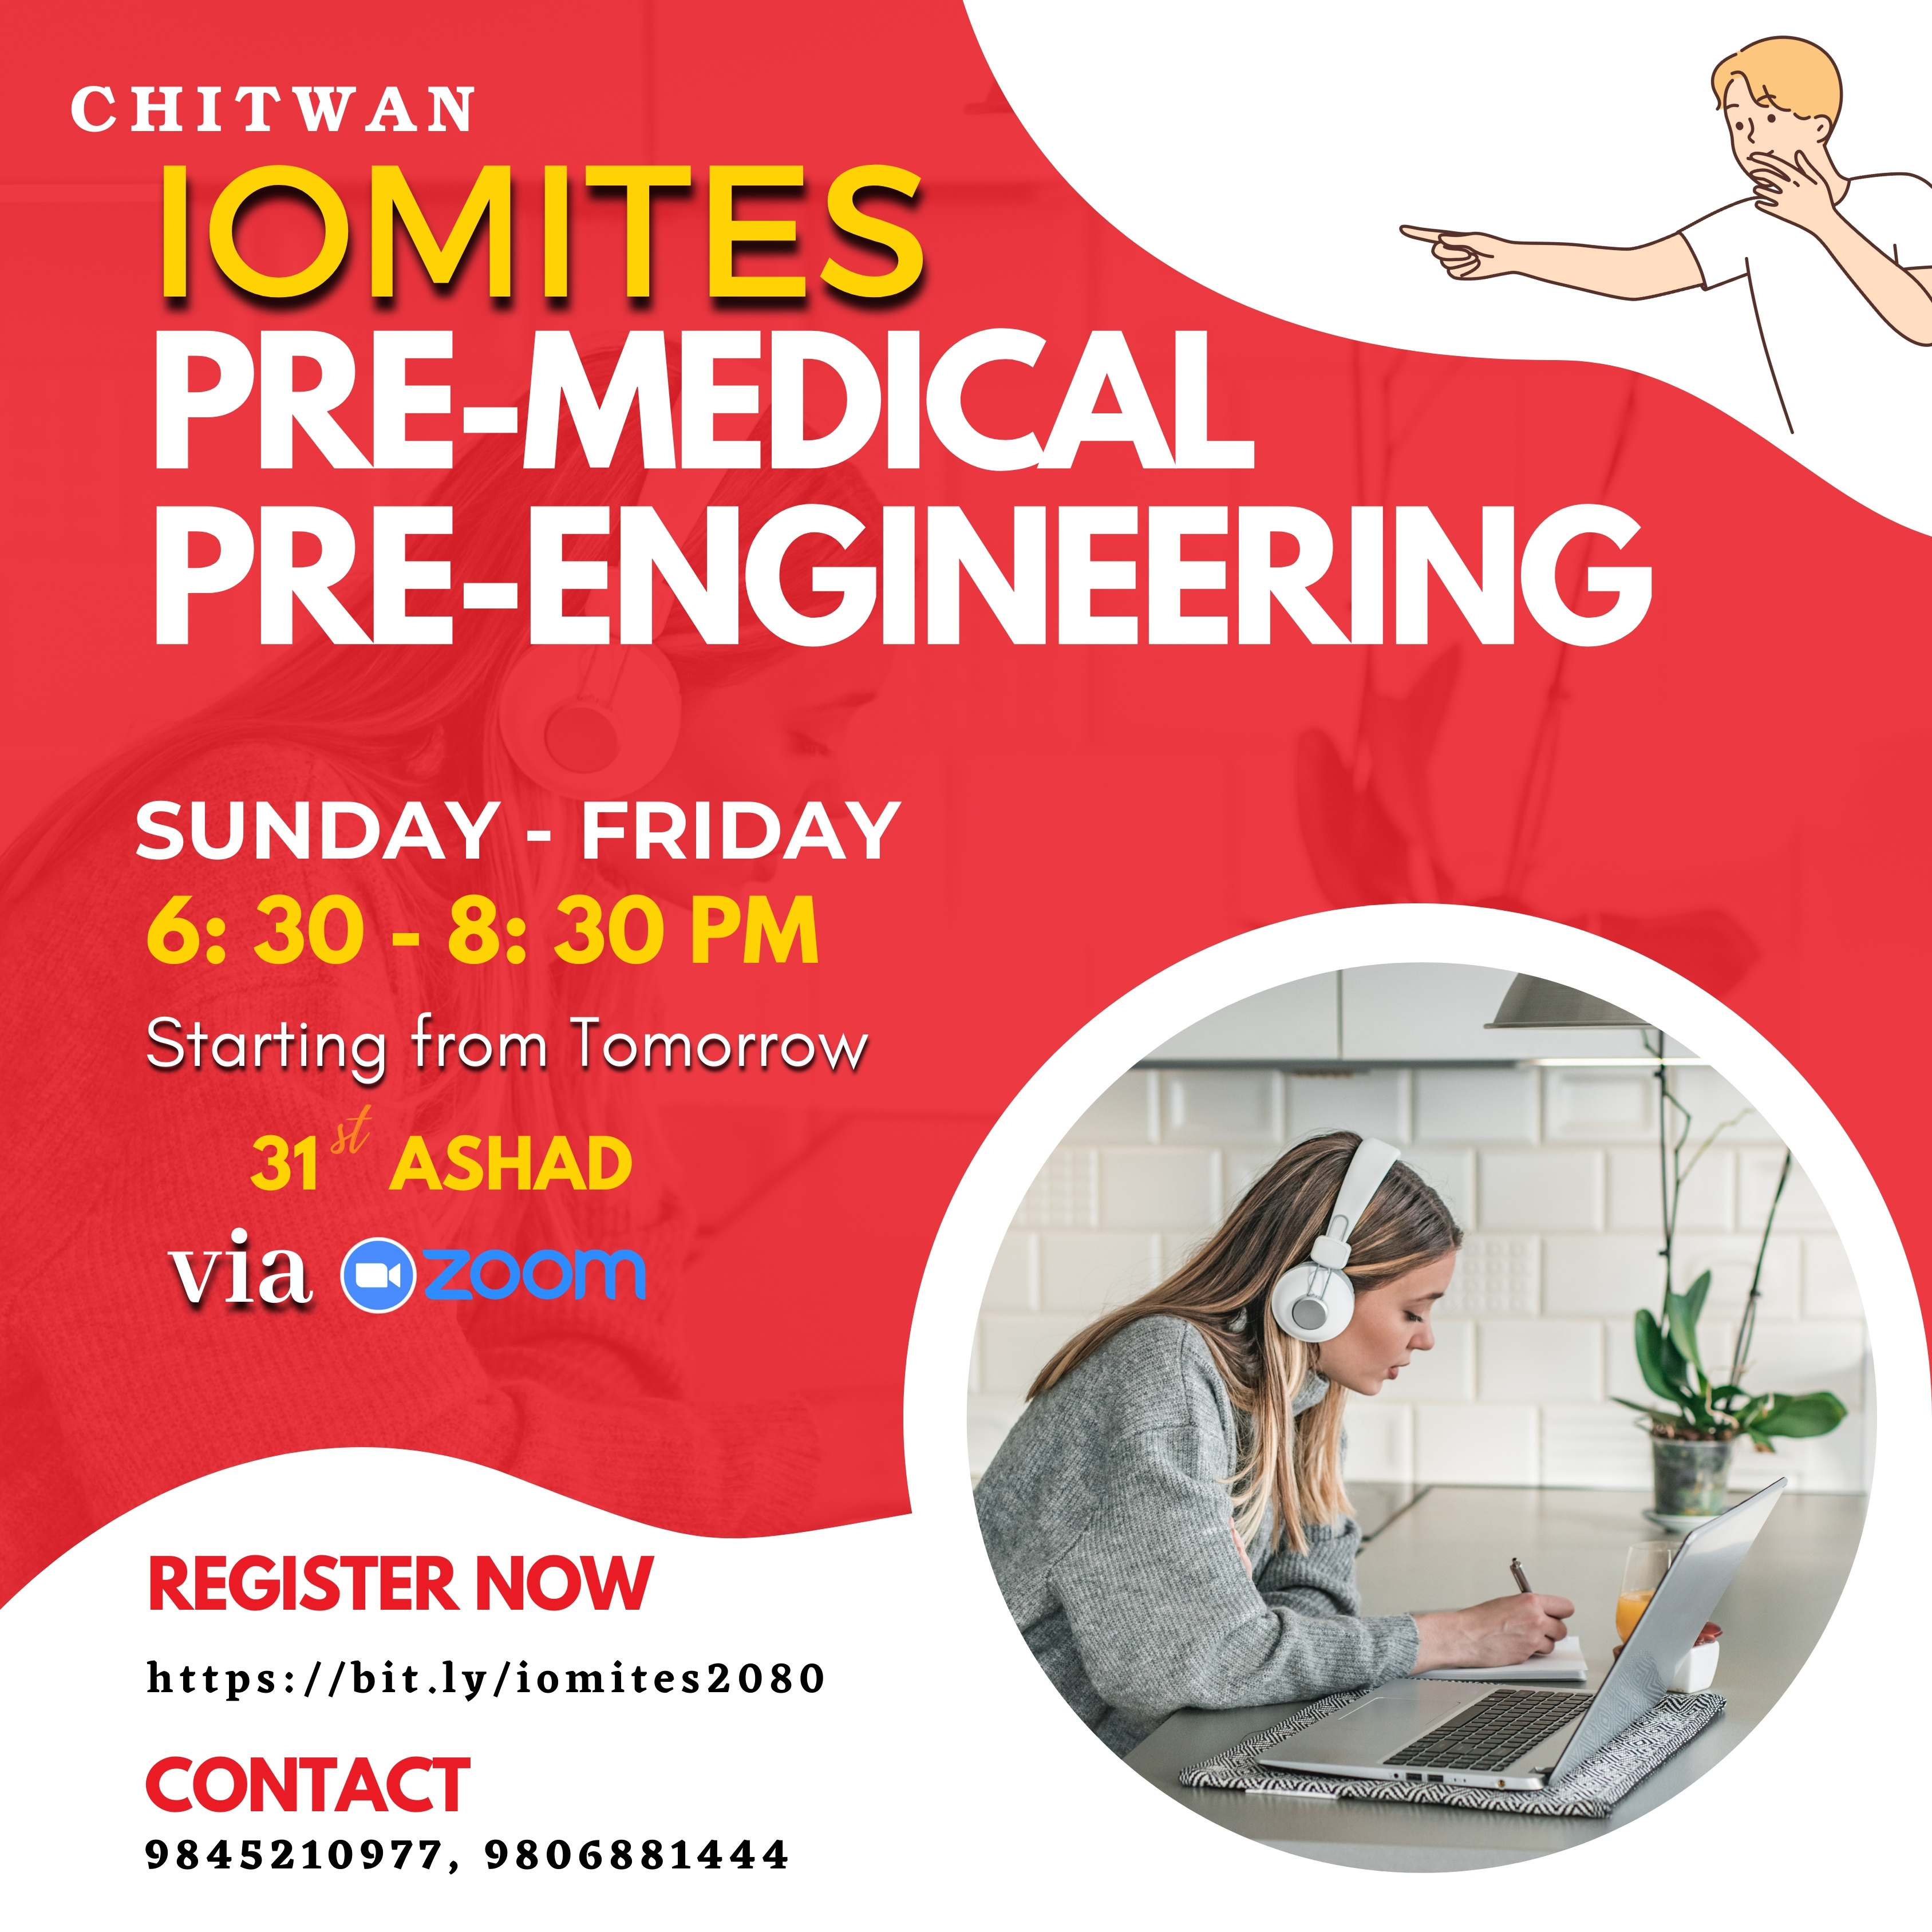 CHITWAN
IOMITES
PRE-MEDICAL
PRE-ENGINEERING
SUNDAY - FRIDAY
6: 30 - 8: 30 PM
Starting from Tomorrow
31st ASHAD
via zoom
REGISTER NOW
https://bit.ly/iomites2080
CONTACT
9845210977, 9806881444